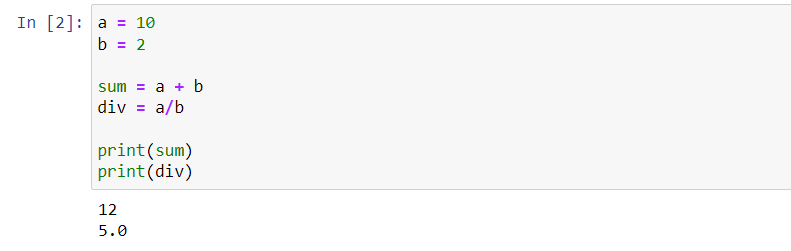 In [2]: a = 10
b = 2
sum = a + b
div = a/b
print(sum)
print(div)
12
5.0